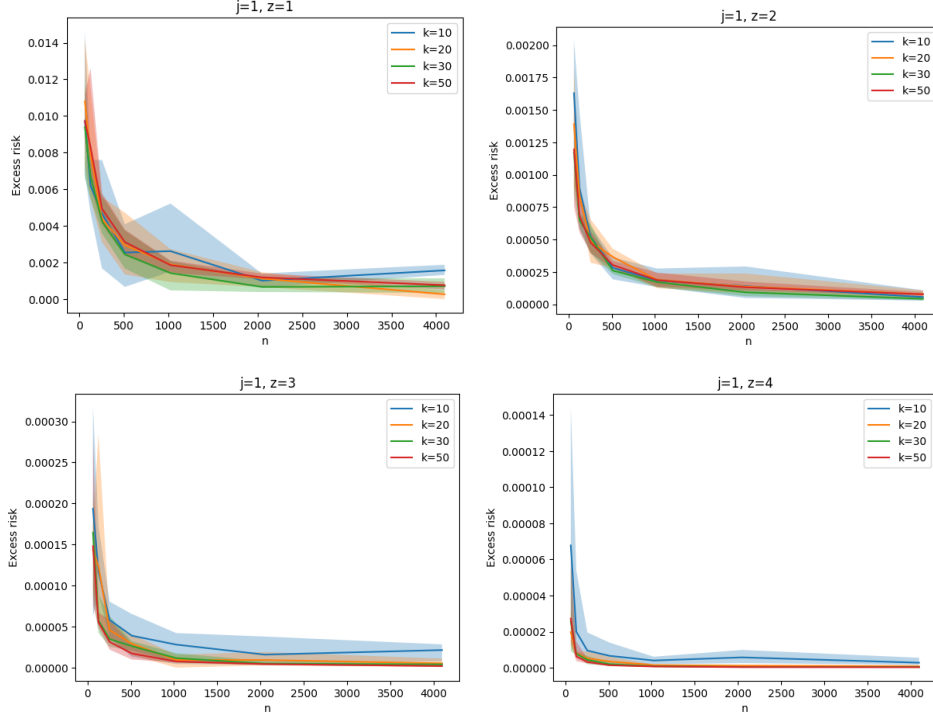 j=1, z=1
0.014
0.012
0.010
0.008
0.006
0.004
0.002
0.000
Excess risk
0 500 1000 1500 2000 2500 3000 3500 4000
n
k=10
k=20
k=30
k=50
j=1, z=2
0.00200
0.00175
0.00150
0.00125
0.00100
0.00075
0.00050
0.00025
0.00000
Excess risk
0 500 1000 1500 2000 2500 3000 3500 4000
n
k=10
k=20
k=30
k=50
j=1, z=3
0.00030
0.00025
0.00020
0.00015
0.00010
0.00005
0.00000
Excess risk
0 500 1000 1500 2000 2500 3000 3500 4000
n
k=10
k=20
k=30
k=50
j=1, z=4
0.00014
0.00012
0.00010
0.00008
0.00006
0.00004
0.00002
0.00000
Excess risk
0 500 1000 1500 2000 2500 3000 3500 4000
n
k=10
k=20
k=30
k=50